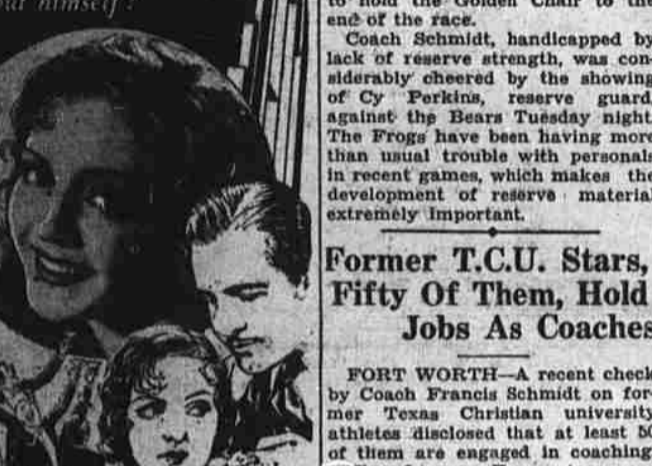 but himself!
to hold the Golden Chair to the
end of the race.
Coach Schmidt, handicapped by
lack of reserve strength, was con-
siderably cheered by the showing
of Cy Perkins, reserve guard,
against the Bears Tuesday night.
The Frogs have been having more
than usual trouble with personals
in recent games, which makes the
development of reserve material
extremely important.
Former T.C.U. Stars,
Fifty Of Them, Hold
Jobs As Coaches
FORT WORTH—A recent check
by Coach Francis Schmidt on for-
mer Texas Christian university
athletes disclosed that at least 50
of them are engaged in coaching